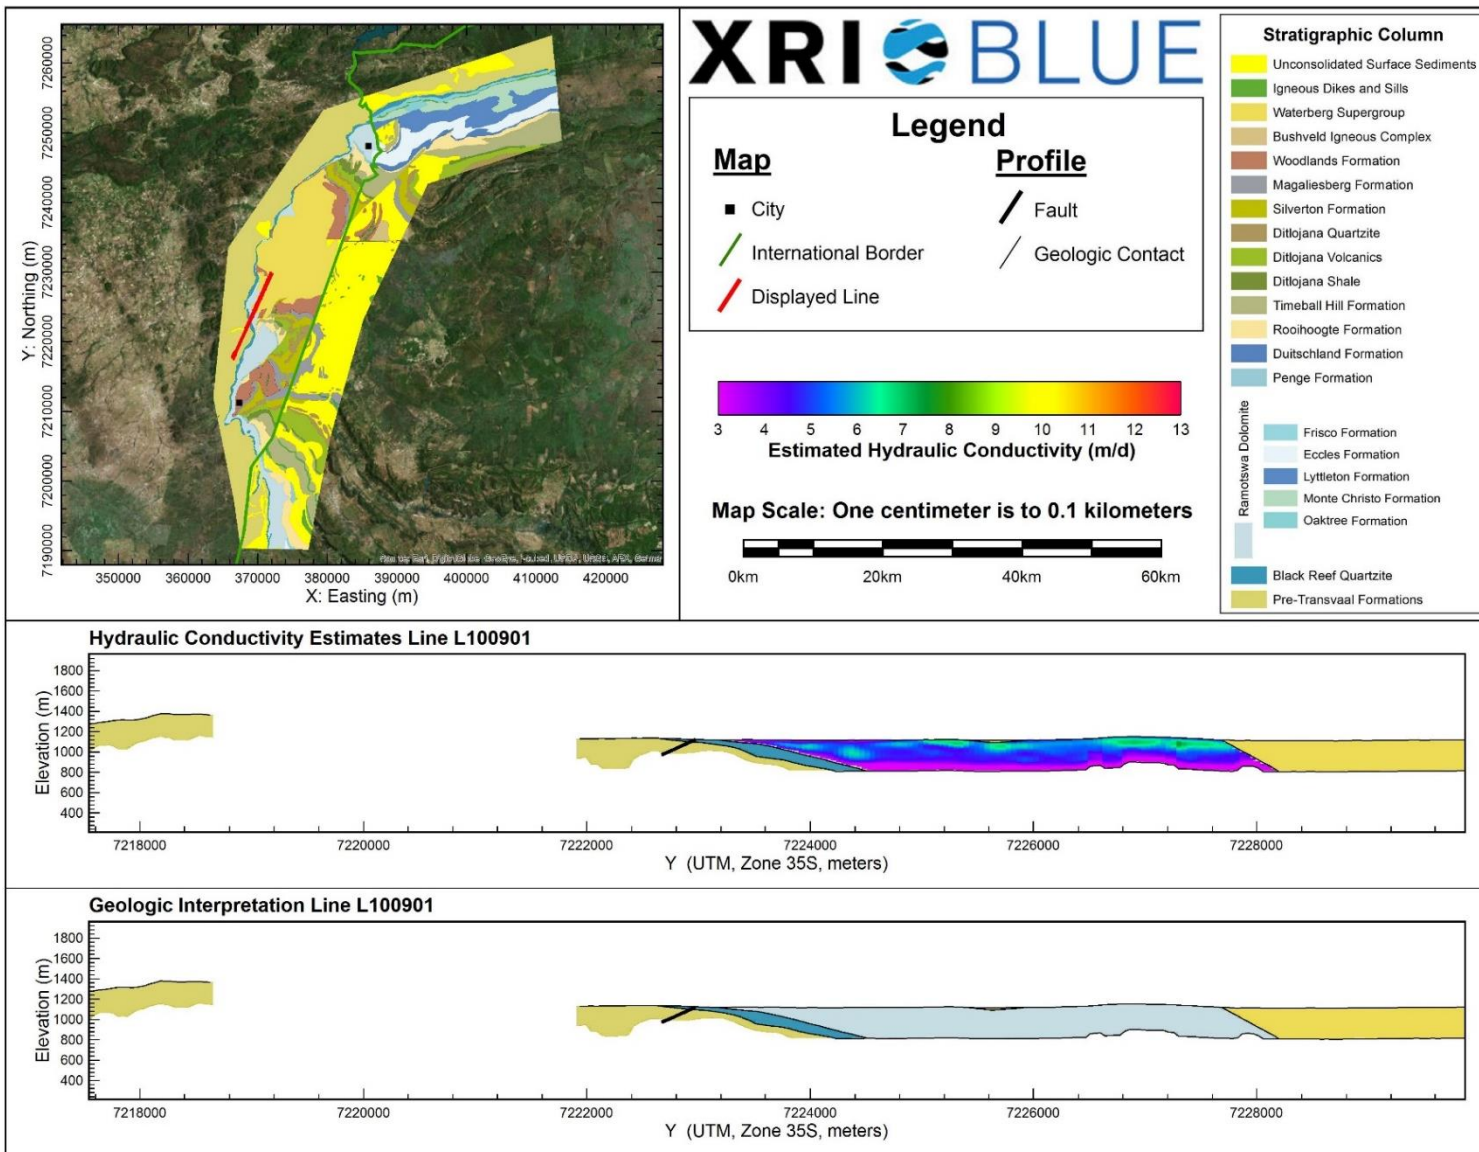 7260000
7250000
7240000
7230000
7220000
7210000
7200000
7190000
Y: Northing (m)
350000 360000 370000 380000 390000 400000 410000 420000
X: Easting (m)
XRI BLUE
Legend
Map
Profile
City
Fault
International Border
Geologic Contact
Displayed Line
3 4 5 6 7 8 9 10 11 12 13
Estimated Hydraulic Conductivity (m/d)
Map Scale: One centimeter is to 0.1 kilometers
0km 20km 40km 60km
Stratigraphic Column
Unconsolidated Surface Sediments
Igneous Dikes and Sills
Waterberg Supergroup
Bushveld Igneous Complex
Woodlands Formation
Magaliesberg Formation
Silverton Formation
Ditlojana Quartzite
Ditlojana Volcanics
Ditlojana Shale
Timeball Hill Formation
Rooihoogte Formation
Duitschland Formation
Penge Formation
Ramotswa Dolomite
Frisco Formation
Eccles Formation
Lyttleton Formation
Monte Christo Formation
Oaktree Formation
Black Reef Quartzite
Pre-Transvaal Formations
Hydraulic Conductivity Estimates Line L100901
Elevation (m)
1800
1600
1400
1200
1000
800
600
400
7218000 7220000 7222000 7224000 7226000 7228000
Y (UTM, Zone 35S, meters)
Geologic Interpretation Line L100901
Elevation (m)
1800
1600
1400
1200
1000
800
600
400
7218000 7220000 7222000 7224000 7226000 7228000
Y (UTM, Zone 35S, meters)